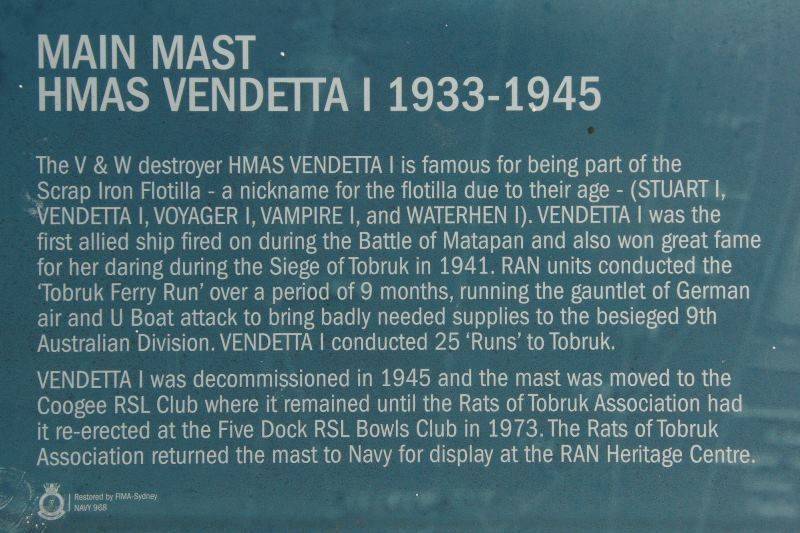 MAIN MAST
HMAS VENDETTA I 1933-1945
The V & W destroyer HMAS VENDETTA I is famous for being part of the
Scrap Iron Flotilla - a nickname for the flotilla due to their age - (STUART I,
VENDETTA I, VOYAGER I, VAMPIRE I, and WATERHEN I). VENDETTA I was the
first allied ship fired on during the Battle of Matapan and also won great fame
for her daring during the Siege of Tobruk in 1941. RAN units conducted the
'Tobruk Ferry Run' over a period of 9 months, running the gauntlet of German
air and U Boat attack to bring badly needed supplies to the besieged 9th
Australian Division. VENDETTA I conducted 25 'Runs' to Tobruk.
VENDETTA I was decommissioned in 1945 and the mast was moved to the
Coogee RSL Club where it remained until the Rats of Tobruk Association had
it re-erected at the Five Dock RSL Bowls Club in 1973. The Rats of Tobruk
Association returned the mast to Navy for display at the RAN Heritage Centre.
Restored by FIMA-Sydney
NAVY 968